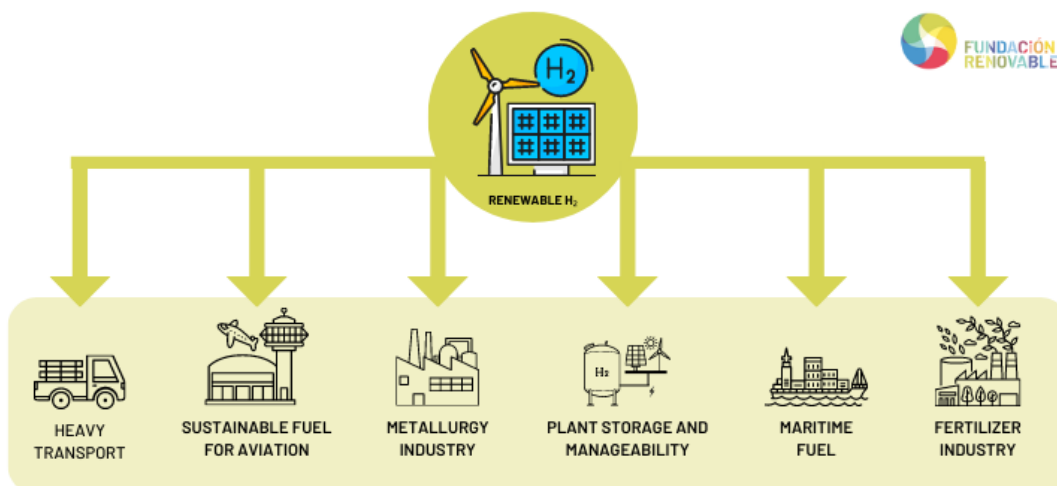 H₂
FUNDACIÓN
RENOVABLE
RENEWABLE H₂
H₂
HEAVY
TRANSPORT
SUSTAINABLE FUEL
FOR AVIATION
METALLURGY
INDUSTRY
PLANT STORAGE AND
MANAGEABILITY
MARITIME
FUEL
FERTILIZER
INDUSTRY